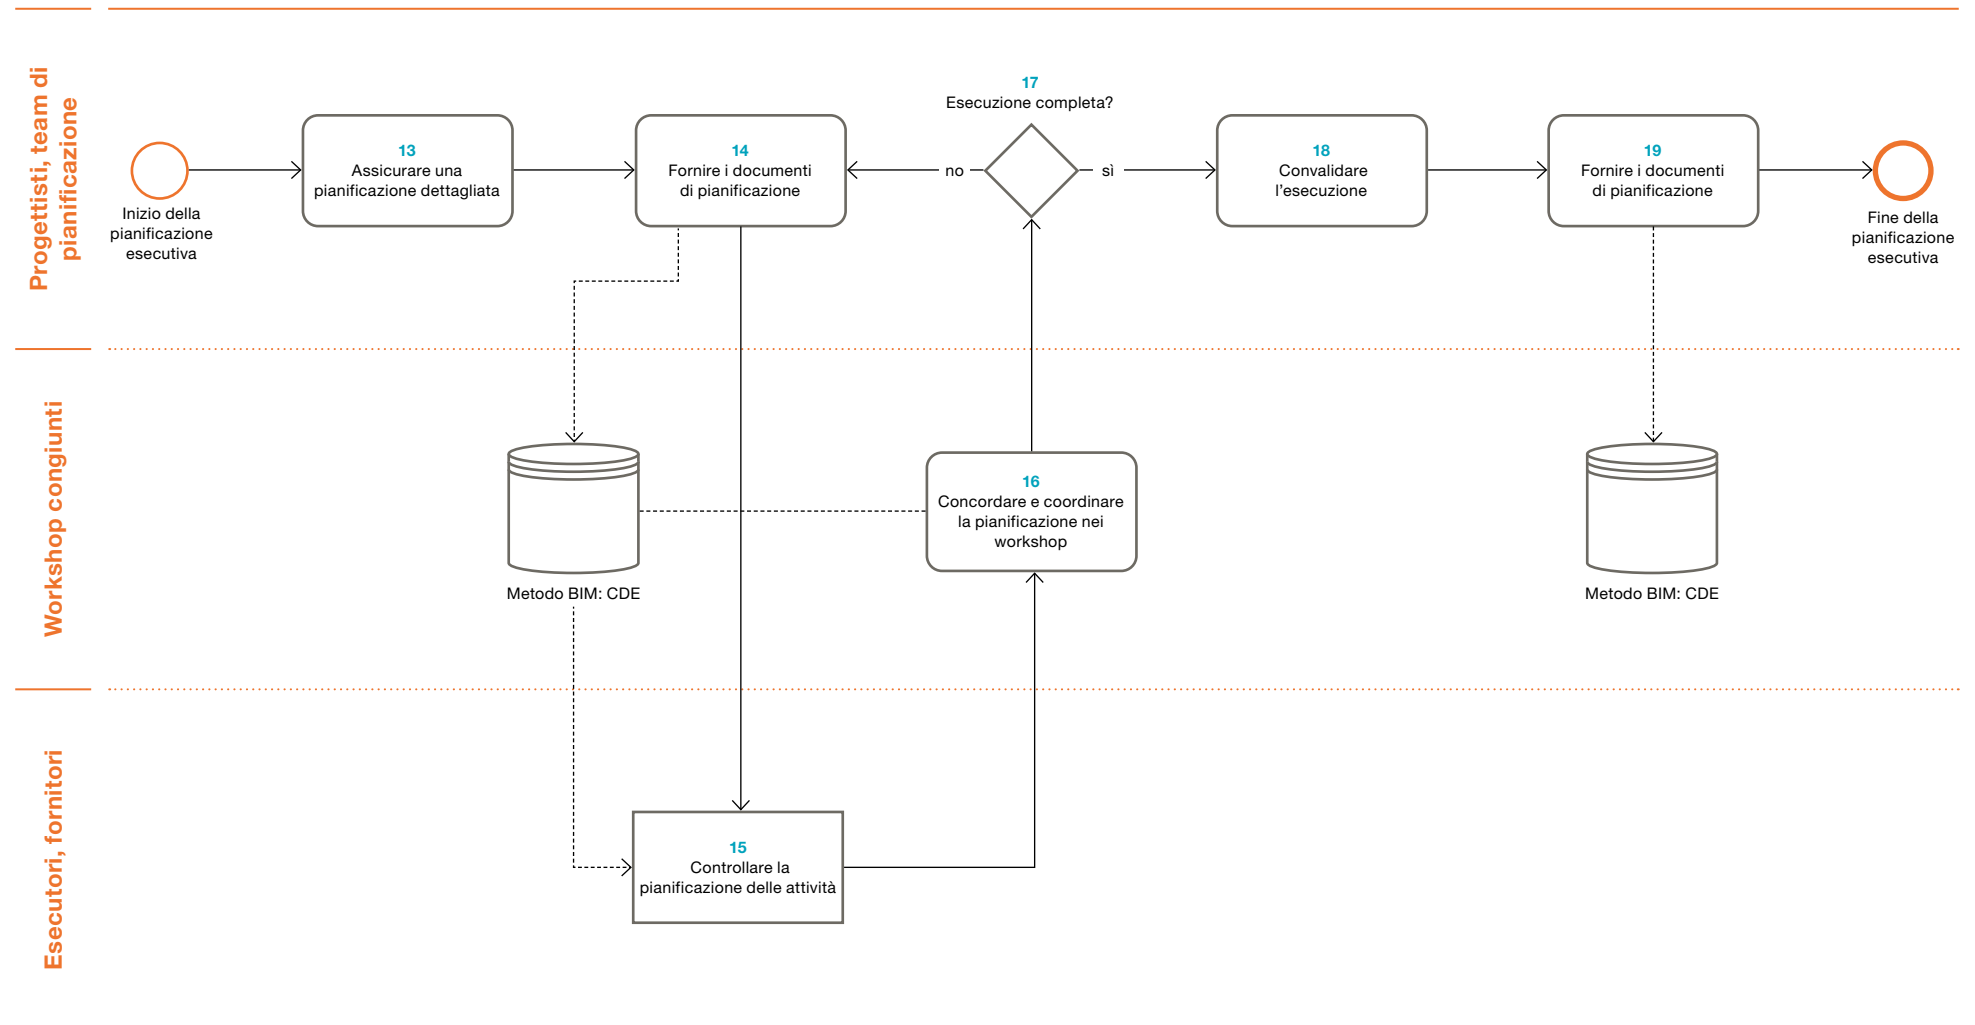 Progettisti, team di
pianificazione
Inizio della
pianificazione
esecutiva
13
Assicurare una
pianificazione dettagliata
14
Fornire i documenti
di pianificazione
17
Esecuzione completa?
no
sì
18
Convalidare
l’esecuzione
19
Fornire i documenti
di pianificazione
Fine della
pianificazione
esecutiva
Workshop congiunti
Metodo BIM: CDE
16
Concordare e coordinare
la pianificazione nei
workshop
Metodo BIM: CDE
Esecutori, fornitori
15
Controllare la
pianificazione delle attività